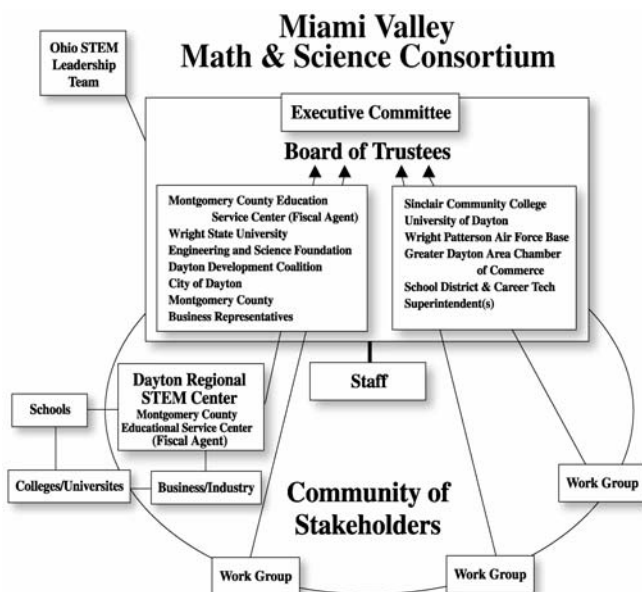 Miami Valley
Math & Science Consortium
Ohio STEM
Leadership
Team
Executive Committee
Board of Trustees
Montgomery County Education
Service Center (Fiscal Agent)
Wright State University
Engineering and Science Foundation
Dayton Development Coalition
City of Dayton
Montgomery County
Business Representatives
Sinclair Community College
University of Dayton
Wright Patterson Air Force Base
Greater Dayton Area Chamber
of Commerce
School District & Career Tech
Superintendent(s)
Staff
Dayton Regional
STEM Center
Montgomery County
Educational Service Center
(Fiscal Agent)
Schools
Colleges/Universites
Business/Industry
Community of
Stakeholders
Work Group
Work Group
Work Group